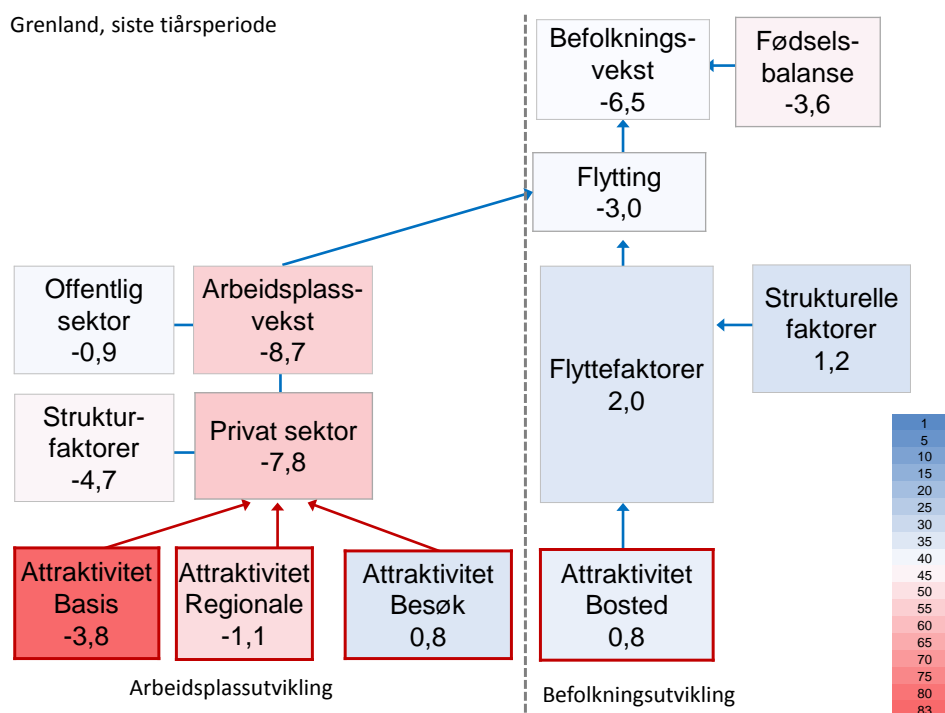 Grenland, siste tiårsperiode
Befolknings-
vekst
-6,5
Fødsels-
balanse
-3,6
Flytting
-3,0
Offentlig
sektor
-0,9
Arbeidsplass-
vekst
-8,7
Flyttefaktorer
2,0
Strukturelle
faktorer
1,2
Struktur-
faktorer
-4,7
Privat sektor
-7,8
Attraktivitet
Basis
-3,8
Attraktivitet
Regionale
-1,1
Attraktivitet
Besøk
0,8
Attraktivitet
Bosted
0,8
Arbeidsplassutvikling
Befolkningsutvikling
1
5
10
15
20
25
30
35
40
45
50
55
60
65
70
75
80
83